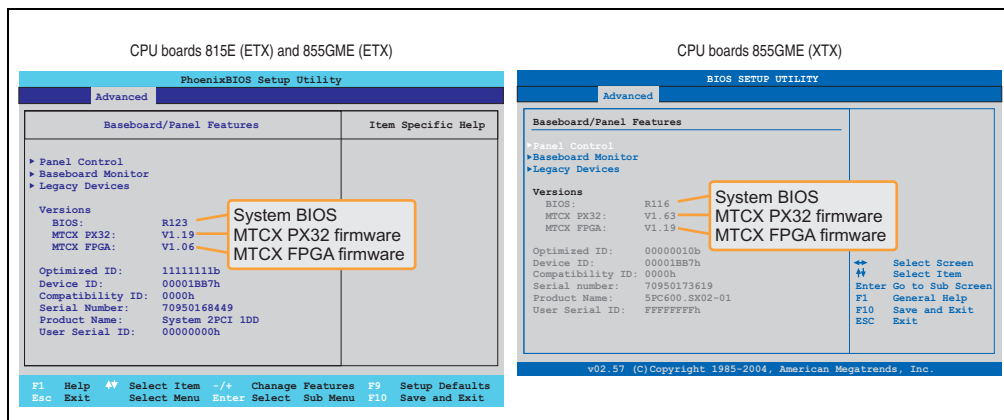 CPU boards 815E (ETX) and 855GME (ETX)
PhoenixBIOS Setup Utility
Advanced
Baseboard/Panel Features
Item Specific Help
Panel Control
Baseboard Monitor
Legacy Devices
Versions
BIOS: R123
MTCX PX32: V1.19
MTCX FPGA: V1.06
System BIOS
MTCX PX32 firmware
MTCX FPGA firmware
Optimized ID: 11111111b
Device ID: 00001BB7h
Compatibility ID: 0000h
Serial Number: 70950168449
Product Name: System 2PCI 1DD
User Serial ID: 00000000h
F1 Help Select Item -/+ Chanage Features F9 Setup Defaults
Esc Exit Select Menu Enter Select Sub Menu F10 Save and Exit
CPU boards 855GME (XTX)
BIOS SETUP UTILITY
Advanced
Baseboard/Panel Features
Panel Control
Baseboard Monitor
Legacy Devices
Versions
BIOS: R116
MTCX PX32: V1.63
MTCX FPGA: V1.19
System BIOS
MTCX PX32 firmware
MTCX FPGA firmware
Optimized ID: 00000010b
Device ID: 00001BB7h
Compatibility ID: 0000h
Serial number: 70950173619
Product Name: 5PC600.SX02-01
User Serial ID: FFFFFFFFh
Select Screen
Select Item
Enter Go to Sub Screen
F1 General Help
F10 Save and Exit
ESC Exit
v02.57 (C)Copyright 1985-2004, American Megatrends, Inc.